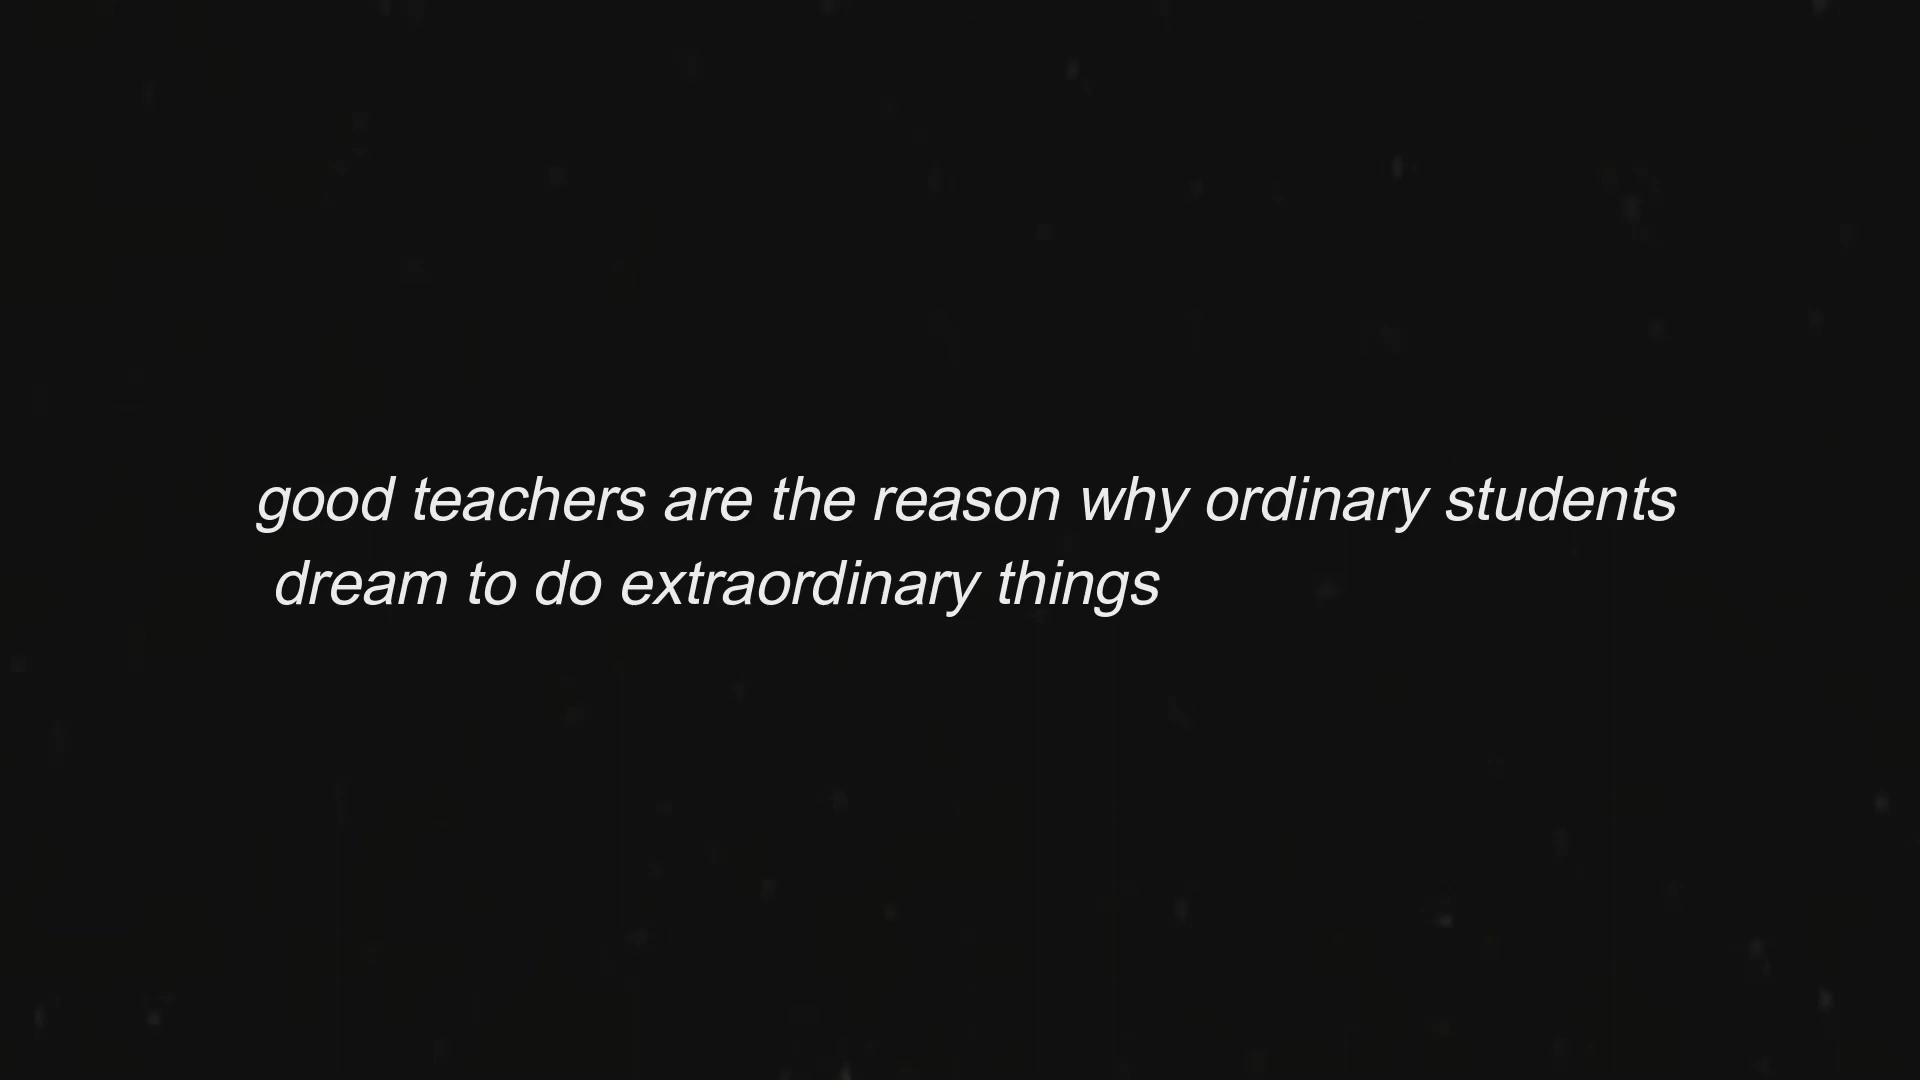 good teachers are the reason why ordinary students
dream to do extraordinary things